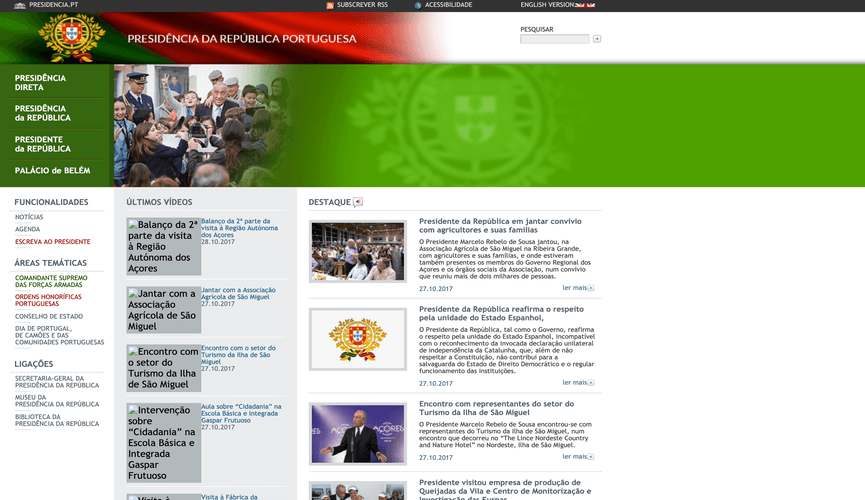 PRESIDENCIA.PT
SUBSCREVER RSS
ACESSIBILIDADE
ENGLISH VERSION
PRESIDÊNCIA DA REPÚBLICA PORTUGUESA
PESQUISAR
PRESIDÊNCIA
DIRETA
PRESIDÊNCIA
da REPÚBLICA
PRESIDENTE
da REPÚBLICA
PALÁCIO de BELÉM
FUNCIONALIDADES
NOTÍCIAS
AGENDA
ESCREVA AO PRESIDENTE
ÁREAS TEMÁTICAS
COMANDANTE SUPREMO
DAS FORÇAS ARMADAS
ORDENS HONORÍFICAS
PORTUGUESAS
CONSELHO DE ESTADO
DIA DE PORTUGAL,
DE CAMÕES E DAS
COMUNIDADES PORTUGUESAS
LIGAÇÕES
SECRETARIA-GERAL DA
PRESIDÊNCIA DA REPÚBLICA
MUSEU DA
PRESIDÊNCIA DA REPÚBLICA
BIBLIOTECA DA
PRESIDÊNCIA DA REPÚBLICA
ÚLTIMOS VÍDEOS
Balanço da 2ª
parte da visita
à Região
Autónoma dos
Açores
Balanço da 2ª parte da
visita à Região Autónoma
dos Açores
28.10.2017
Jantar com a
Associação
Agrícola de São
Miguel
Jantar com a Associação
Agrícola de São Miguel
27.10.2017
Encontro com
o setor do
Turismo da Ilha
de São Miguel
Encontro com o setor do
Turismo da Ilha de São
Miguel
27.10.2017
Intervenção
sobre
“Cidadania” na
Escola Básica e
Integrada
Gaspar
Frutuoso
Aula sobre “Cidadania” na
Escola Básica e Integrada
Gaspar Frutuoso
27.10.2017
Visita à
Visita à Fábrica da
DESTAQUE
Presidente da República em jantar convívio
com agricultores e suas famílias
O Presidente Marcelo Rebelo de Sousa jantou, na
Associação Agrícola de São Miguel na Ribeira Grande,
com agricultores e suas famílias, e onde estiveram
também presentes os membros do Governo Regional dos
Açores e os órgãos sociais da Associação, num convívio
que reuniu mais de dois milhares de pessoas.
27.10.2017
ler mais
Presidente da República reafirma o respeito
pela unidade do Estado Espanhol,
O Presidente da República, tal como o Governo, reafirma
o respeito pela unidade do Estado Espanhol, incompatível
com o reconhecimento da invocada declaração unilateral
de independência da Catalunha, que, além de não
respeitar a Constituição, não contribui para a
salvaguarda do Estado de Direito Democrático e o regular
funcionamento das Instituições.
27.10.2017
ler mais
Encontro com representantes do setor do
Turismo da Ilha de São Miguel
O Presidente Marcelo Rebelo de Sousa encontrou-se com
representantes do Turismo da Ilha de São Miguel, num
encontro que decorreu no “The Lince Nordeste Country
and Nature Hotel” no Nordeste, Ilha de São Miguel.
27.10.2017
ler mais
Presidente visitou empresa de produção de
Queijadas da Vila e Centro de Monitorização e
Investigação das Furnas